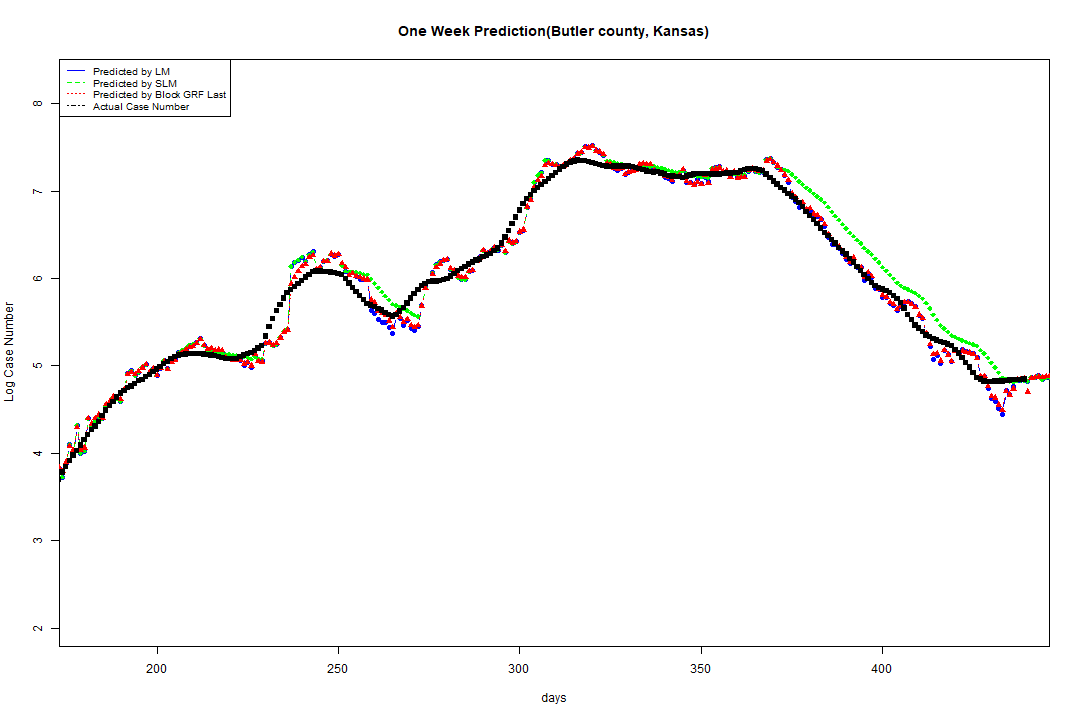 One Week Prediction(Butler county, Kansas)
Predicted by LM
Predicted by SLM
Predicted by Block GRF Last
Actual Case Number
8
7
6
5
4
3
2
Log Case Number
200 250 300 350 400
days